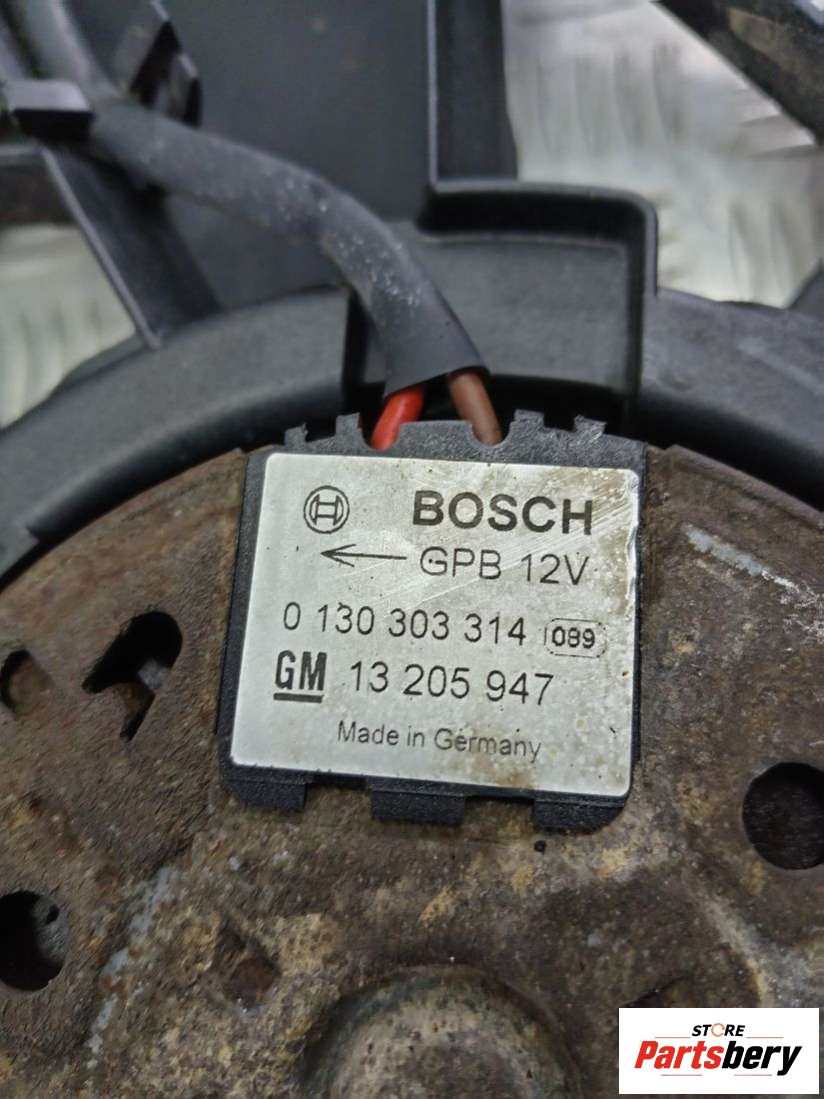 BOSCH
GPB 12V
0 130 303 314 089
GM 13 205 947
Made in Germany
STORE
Partsbery